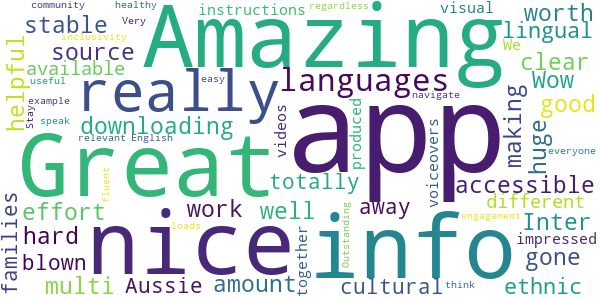 community
healthy
Amazing
instructions
regardless
visual
worth
Very
inclusivity
stable
We
lingual
source
Wow
clear
available
helpful
really
languages
app
useful
easy
navigate
good
example
Stay
speak
downloading
videos
produced
voiceovers
making
huge
relevant
English
everyone
Great
totally
accessible
fluent
families
effort
work
well
away
different
Inter
hard
nice
info
engagement
loads
together
Outstanding
impressed
blown
gone
multi
Aussie
amount
cultural
think
ethnic